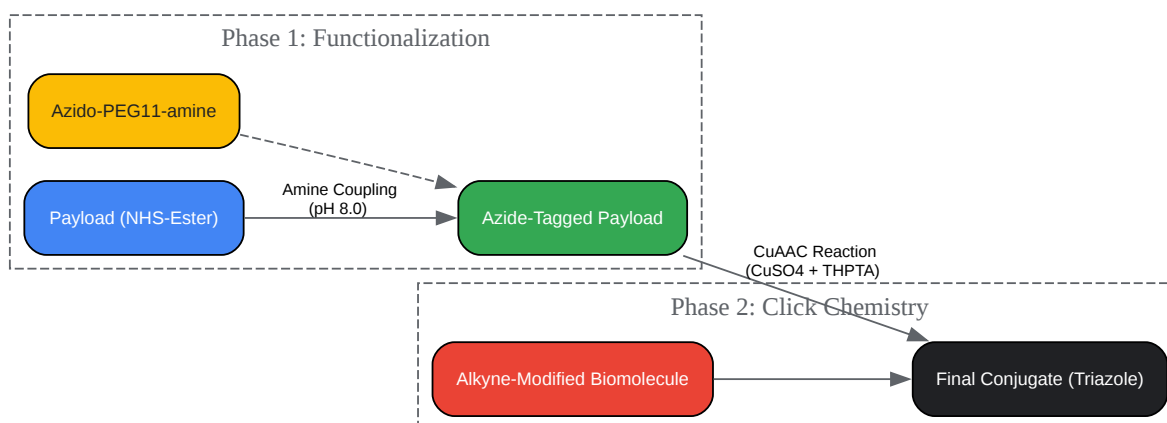 Phase 1: Functionalization
Azido-PEG11-amine
Payload (NHS-Ester)
Amine Coupling
(pH 8.0)
Azide-Tagged Payload
CuAAC Reaction
(CuSO4 + THPTA)
Phase 2: Click Chemistry
Alkyne-Modified Biomolecule
Final Conjugate (Triazole)